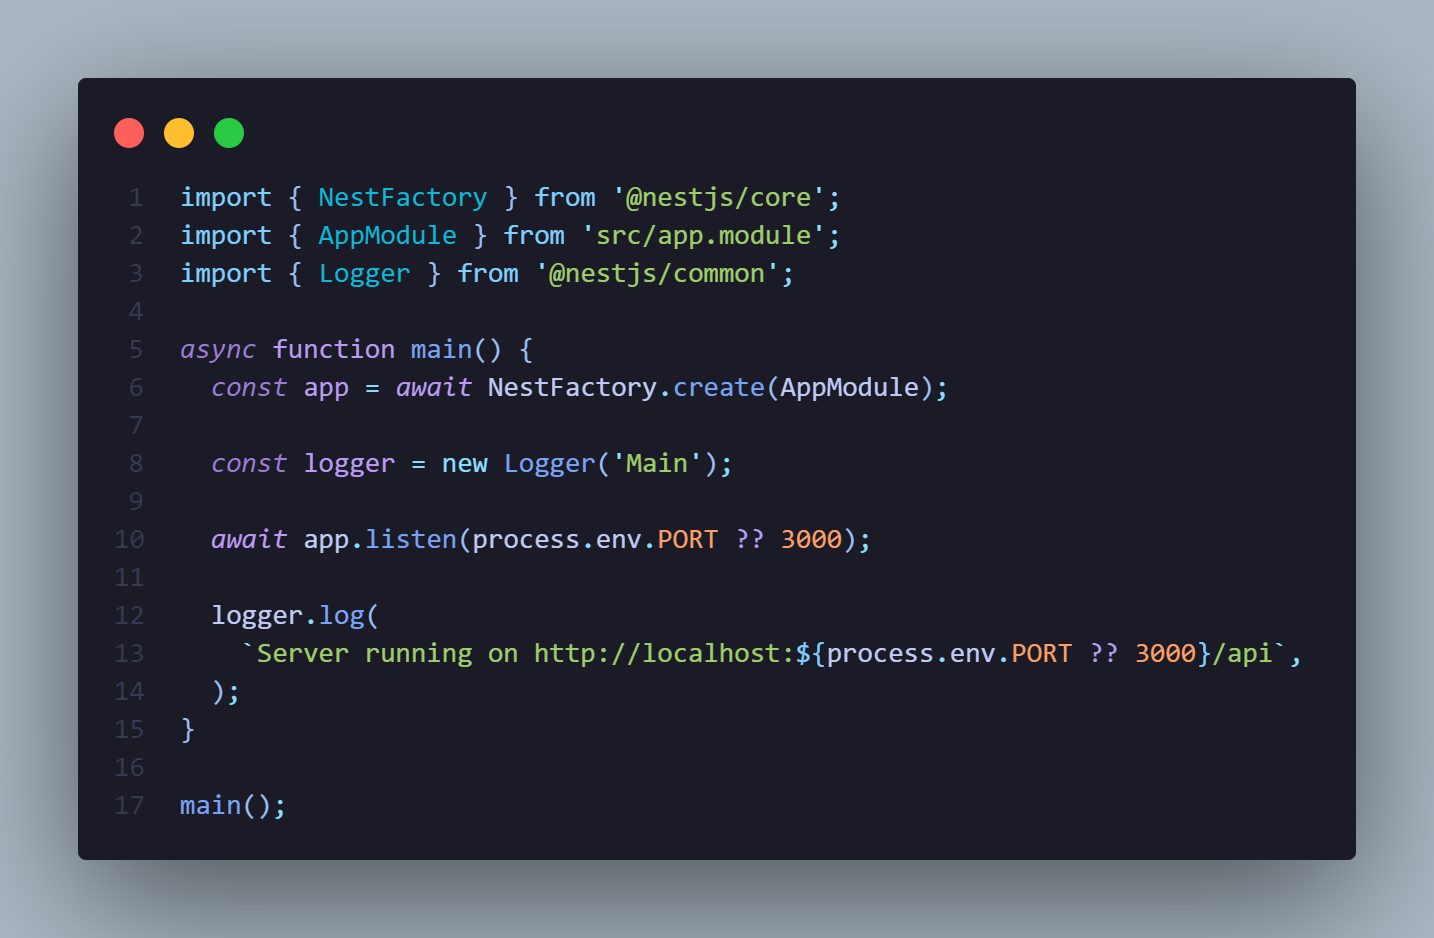 1 import { NestFactory } from '@nestjs/core';
2 import { AppModule } from 'src/app.module';
3 import { Logger } from '@nestjs/common';
4
5 async function main() {
6   const app = await NestFactory.create(AppModule);
7
8   const logger = new Logger('Main');
9
10   await app.listen(process.env.PORT ?? 3000);
11
12   logger.log(
13     `Server running on http://localhost:${process.env.PORT ?? 3000}/api`,
14   );
15 }
16
17 main();